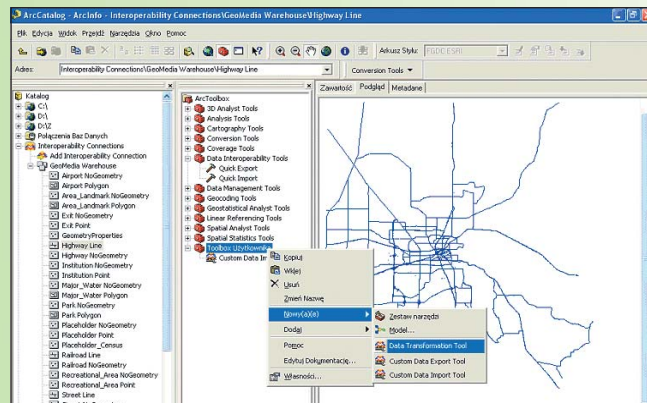 ArcCatalog - ArcInfo - Interoperability Connections\GeoMedia Warehouse\Highway Line
Plik Edycja Widok Przejdź Narzędzia Okno Pomoc
Arkusz Stylu: FGDC ESRI
Adres: Interoperability Connections\GeoMedia Warehouse\Highway Line
Conversion Tools
Katalog
C:\
D:\
D:\Z
Połączenia Baz Danych
Interoperability Connections
Add Interoperability Connection
GeoMedia Warehouse
Airport NoGeometry
Airport Polygon
Area_Landmark NoGeometry
Area_Landmark Polygon
Exit NoGeometry
Exit Point
GeometryProperties
Highway Line
Highway NoGeometry
Institution NoGeometry
Institution Point
Major_Water NoGeometry
Major_Water Polygon
Park NoGeometry
Park Polygon
Placeholder NoGeometry
Placeholder Point
Placeholder_Census
Railroad Line
Railroad NoGeometry
Recreational_Area NoGeometry
Recreational_Area Point
Street Line
ArcToolbox
3D Analyst Tools
Analysis Tools
Cartography Tools
Conversion Tools
Coverage Tools
Data Interoperability Tools
Quick Export
Quick Import
Data Management Tools
Geocoding Tools
Geostatistical Analyst Tools
Linear Referencing Tools
Spatial Analyst Tools
Spatial Statistics Tools
Toolbox Użytkownika
Custom Data Im
Kopiuj
Wklej
Usuń
Zmień Nazwę
Nowy(a)(e)
Dodaj
Pomoc
Edytuj Dokumentację...
Własności...
Zestaw narzędzi
Model...
Data Transformation Tool
Custom Data Export Tool
Custom Data Import Tool
Zawartość Podgląd Metadane